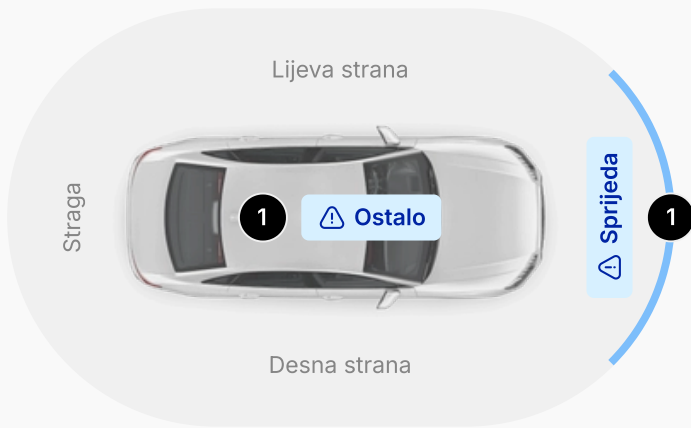 Lijeva strana
Straga
1
Ostalo
Sprijeda
1
Desna strana